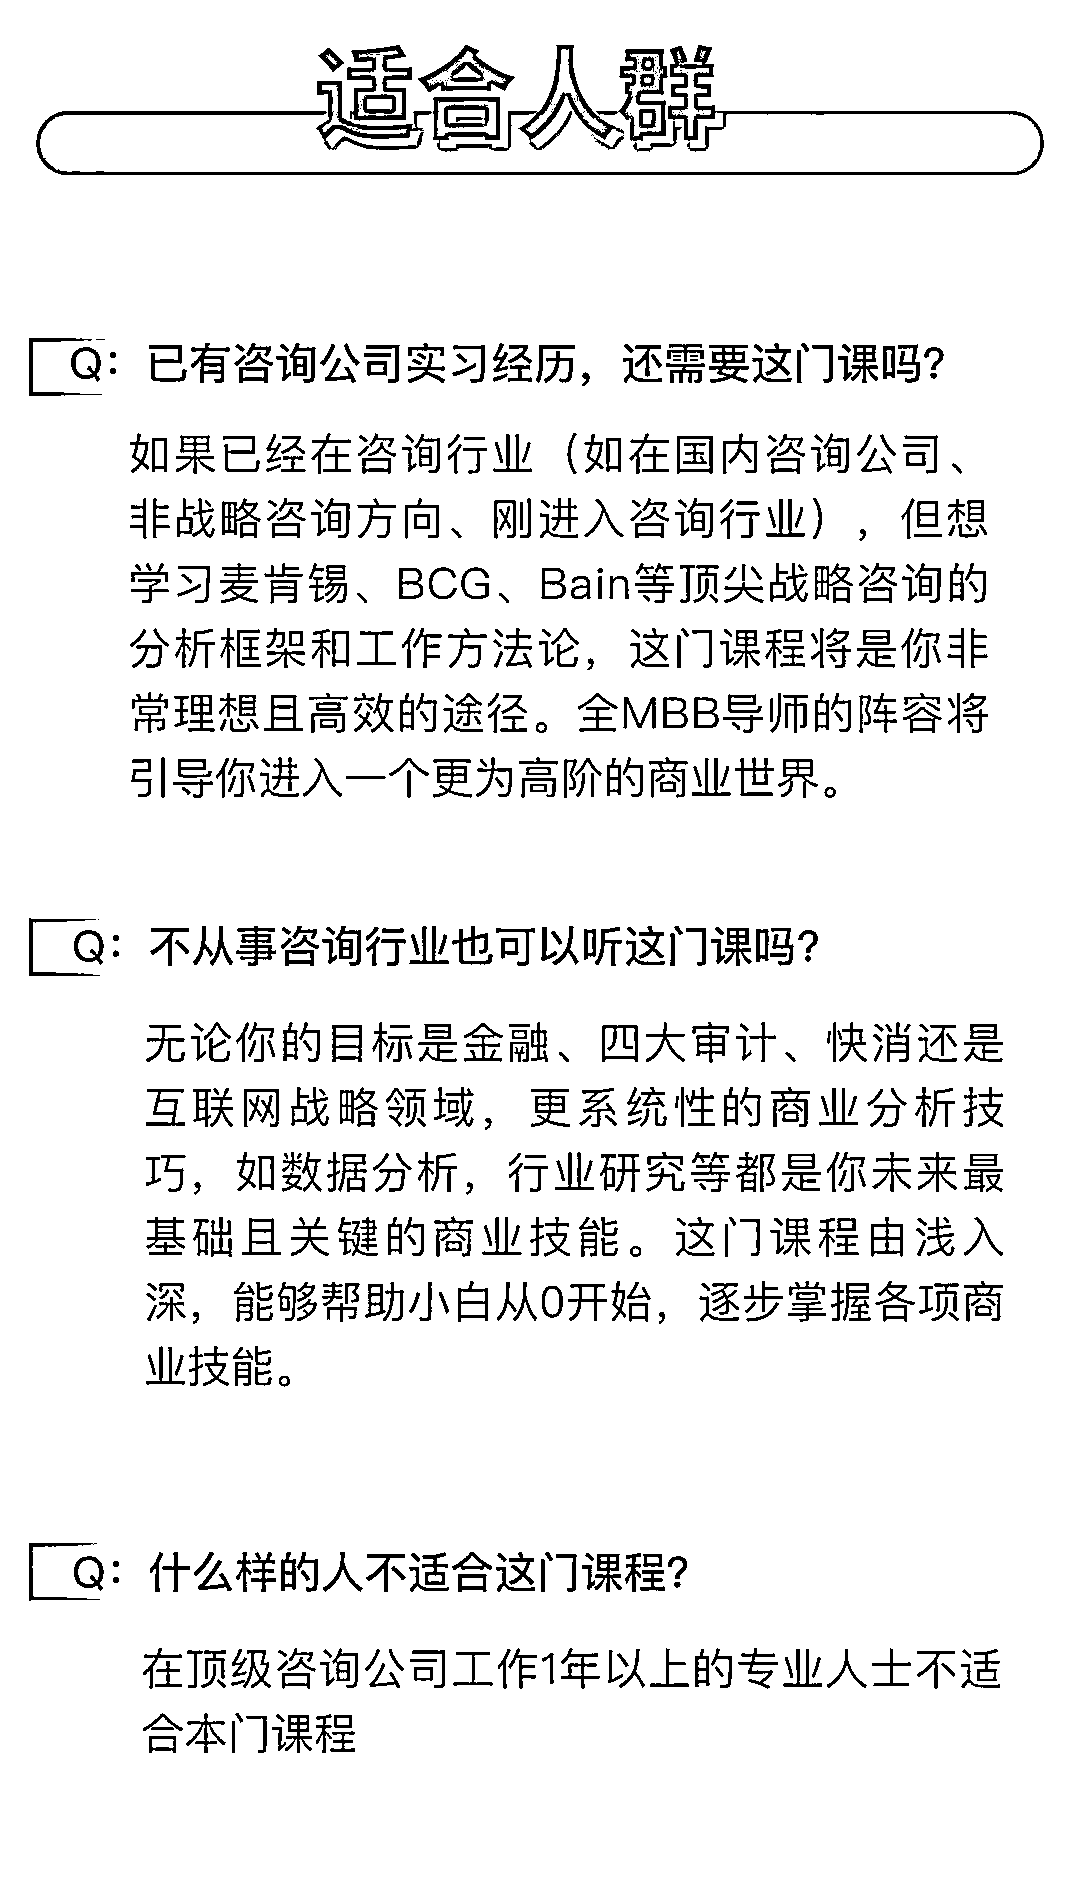 适合人群
Q：已有咨询公司实习经历，还需要这门课吗？
如果已经在咨询行业（如在国内咨询公司、
非战略咨询方向、刚进入咨询行业），但想
学习麦肯锡、BCG、Bain等顶尖战略咨询的
分析框架和工作方法论，这门课程将是你非
常理想且高效的途径。全MBB导师的阵容将
引导你进入一个更为高阶的商业世界。
Q：不从事咨询行业也可以听这门课吗？
无论你的目标是金融、四大审计、快消还是
互联网战略领域，更系统性的商业分析技
巧，如数据分析，行业研究等都是你未来最
基础且关键的商业技能。这门课程由浅入
深，能够帮助小白从0开始，逐步掌握各项商
业技能。
Q：什么样的人不适合这门课程？
在顶级咨询公司工作1年以上的专业人士不适
合本门课程